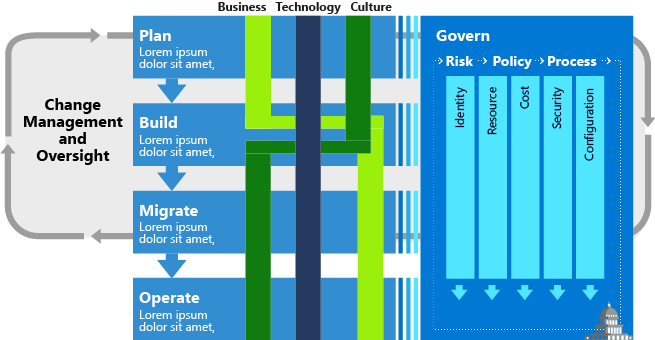 Business Technology Culture
Plan
Lorem ipsum
dolor sit amet,
Build
Lorem ipsum
dolor sit amet,
Migrate
Lorem ipsum
dolor sit amet,
Operate
Lorem ipsum
dolor sit amet,
Change
Management
and
Oversight
Govern
Risk Policy Process
Identity
Resource
Cost
Security
Configuration